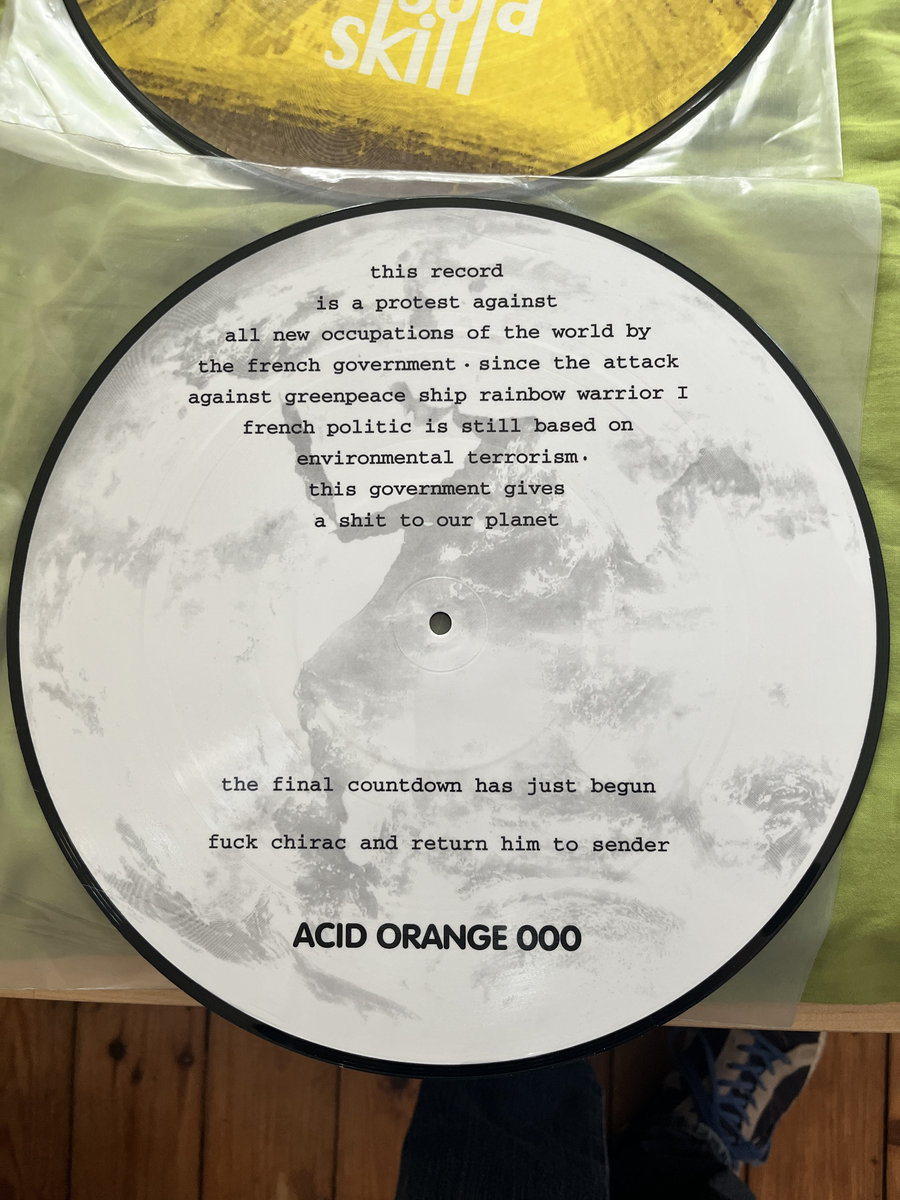 skill
this record
is a protest against
all new occupations of the world by
the french government · since the attack
against greenpeace ship rainbow warrior I
french politic is still based on
environmental terrorism·
this government gives
a shit to our planet
the final countdown has just begun
fuck chirac and return him to sender
ACID ORANGE 000